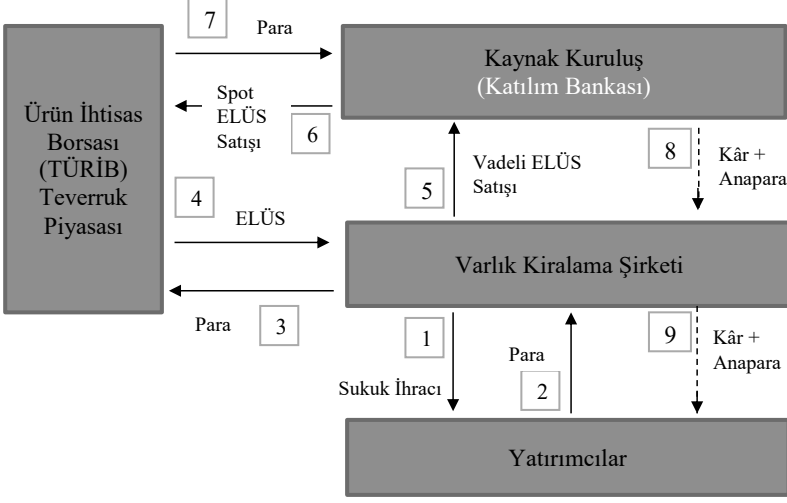 7
Para
Kaynak Kuruluş
(Katılım Bankası)
Ürün İhtisas
Borsası
(TÜRİB)
Teverruk
Piyasası
Spot
ELÜS
Satışı
6
5
Vadeli ELÜS
Satışı
8
Kâr +
Anapara
4
ELÜS
Varlık Kiralama Şirketi
Para
3
1
Sukuk İhracı
Para
2
9
Kâr +
Anapara
Yatırımcılar